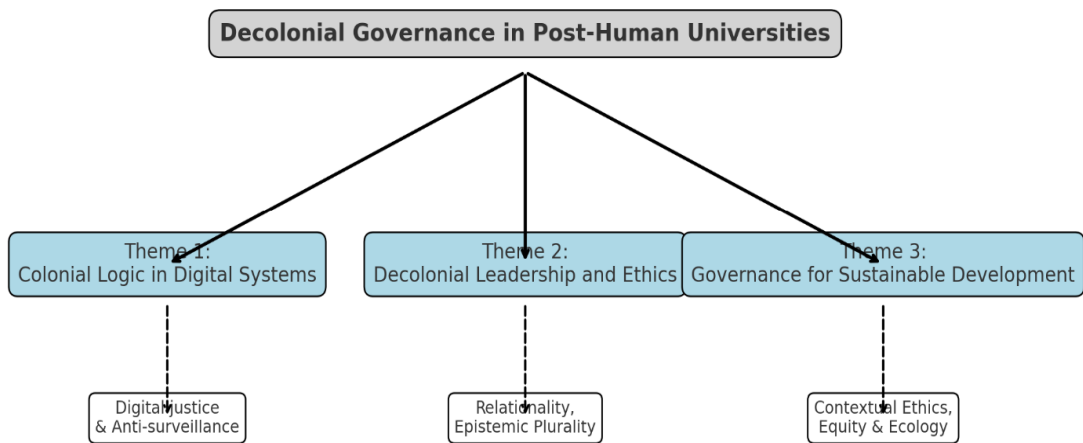 Decolonial Governance in Post-Human Universities
Theme 1:
Colonial Logic in Digital Systems
Theme 2:
Decolonial Leadership and Ethics
Theme 3:
Governance for Sustainable Development
Digital Justice
& Anti-surveillance
Relationality,
Epistemic Plurality
Contextual Ethics,
Equity & Ecology